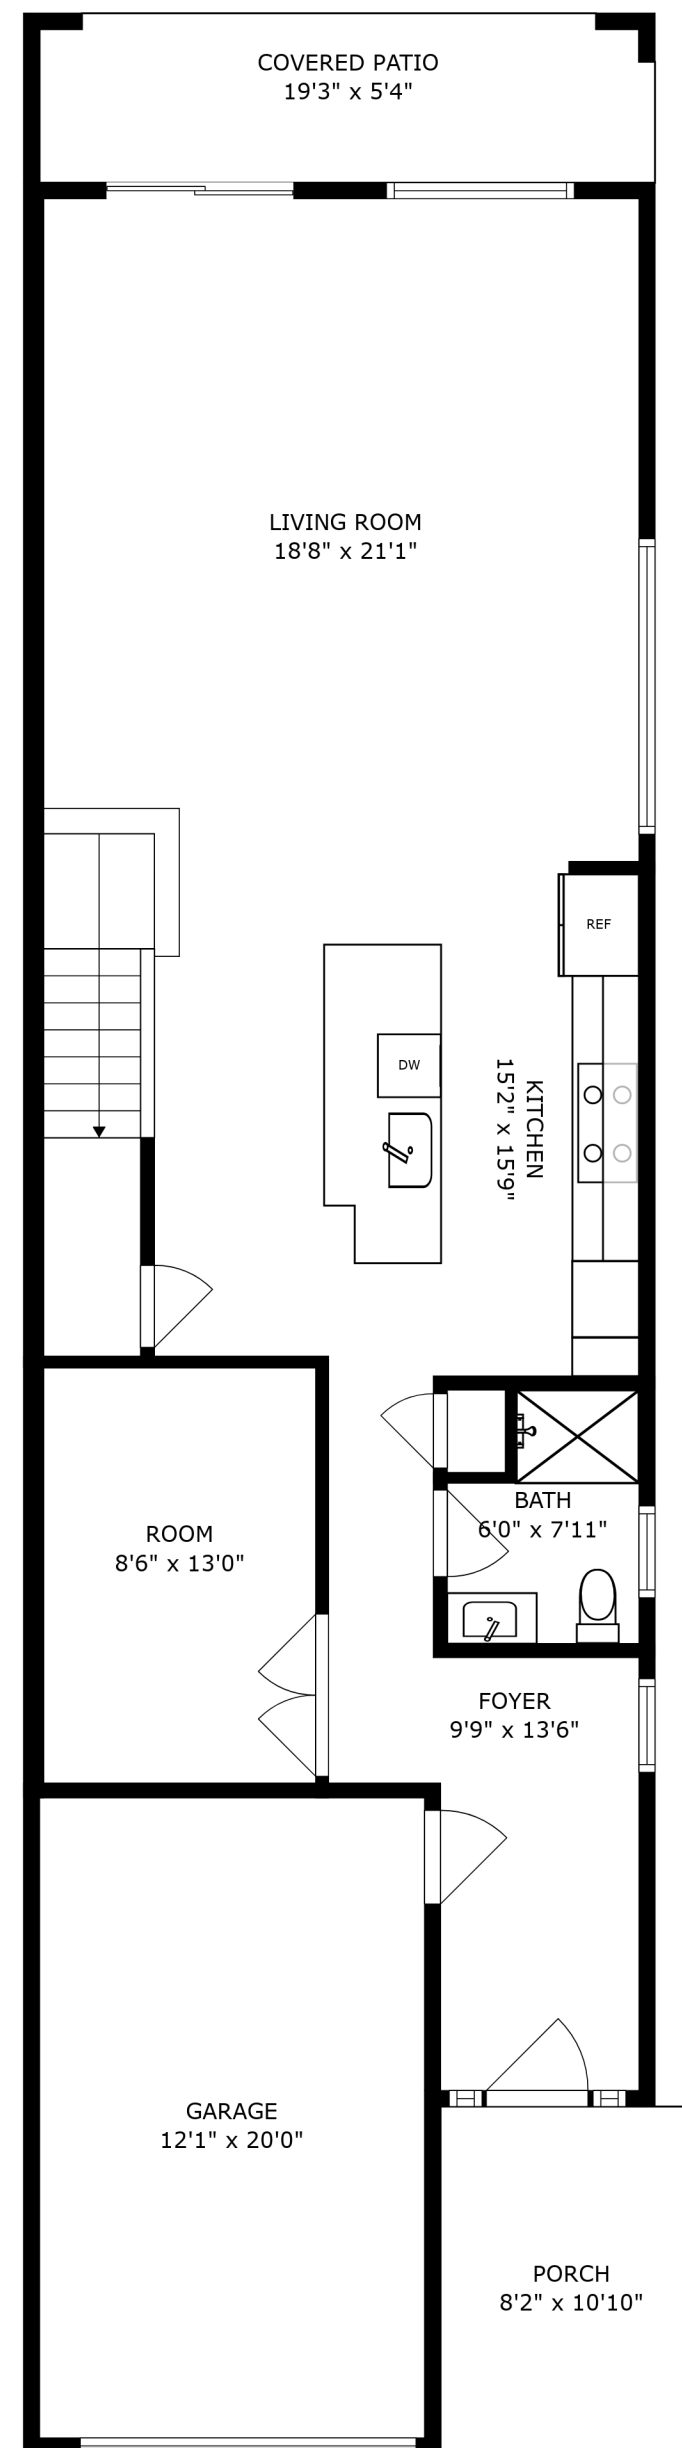 COVERED PATIO
19'3" x 5'4"
LIVING ROOM
18'8" x 21'1"
REF
DW
KITCHEN
15'2" x 15'9"
BATH
6'0" x 7'11"
ROOM
8'6" x 13'0"
FOYER
9'9" x 13'6"
GARAGE
12'1" x 20'0"
PORCH
8'2" x 10'10"